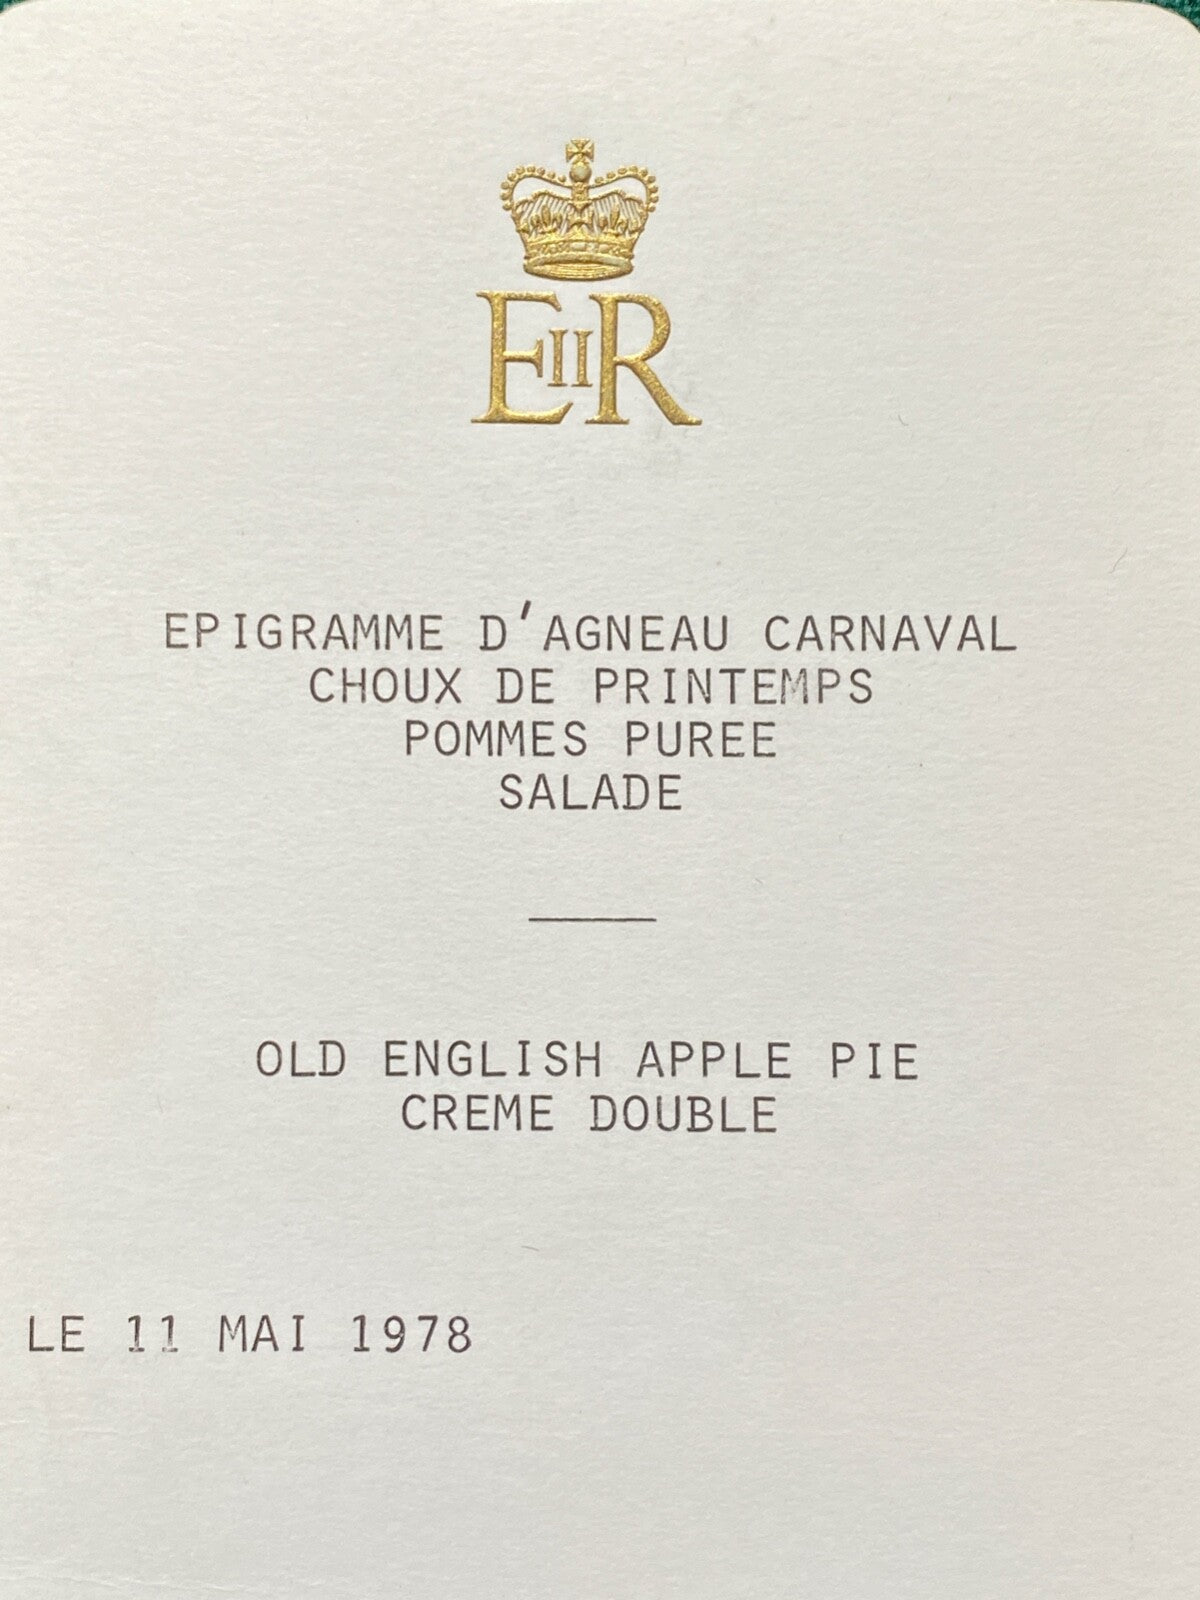 EIIR
EPIGRAMME D'AGNEAU CARNAVAL
CHOUX DE PRINTEMPS
POMMES PUREE
SALADE
OLD ENGLISH APPLE PIE
CREME DOUBLE
LE 11 MAI 1978